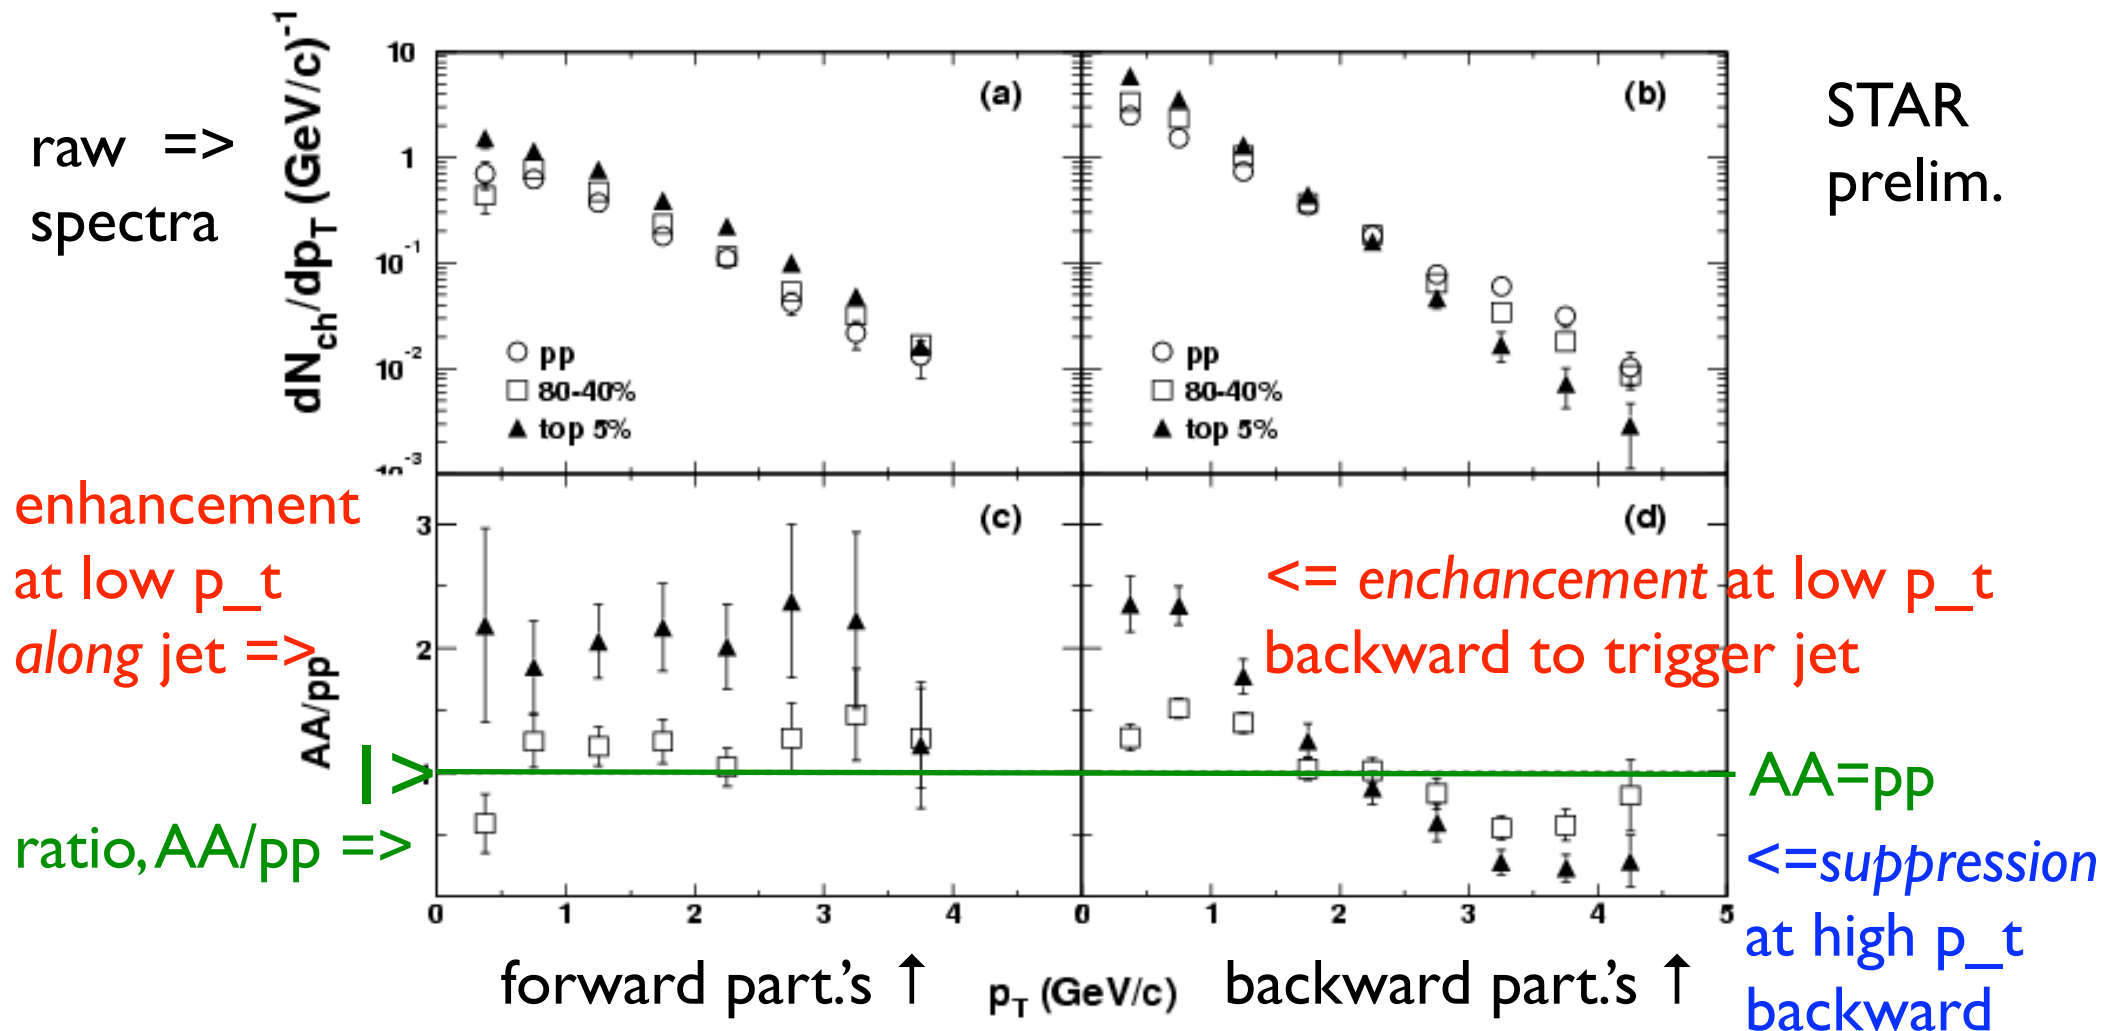 10
(a)
(b)
STAR
prelim.
raw =>
spectra
dN_ch/dp_T (GeV/c)^-1
1
10^-1
10^-2
10^-3
pp
80-40%
top 5%
pp
80-40%
top 5%
enhancement
at low p_t
along jet =>
3
2
1
AA/pp
(c)
(d)
<= enchancement at low p_t
backward to trigger jet
1 >
AA=pp
ratio, AA/pp =>
<=suppression
at high p_t
backward
0 1 2 3 4 0 1 2 3 4 5
forward part.'s ↑
p_T (GeV/c)
backward part.'s ↑